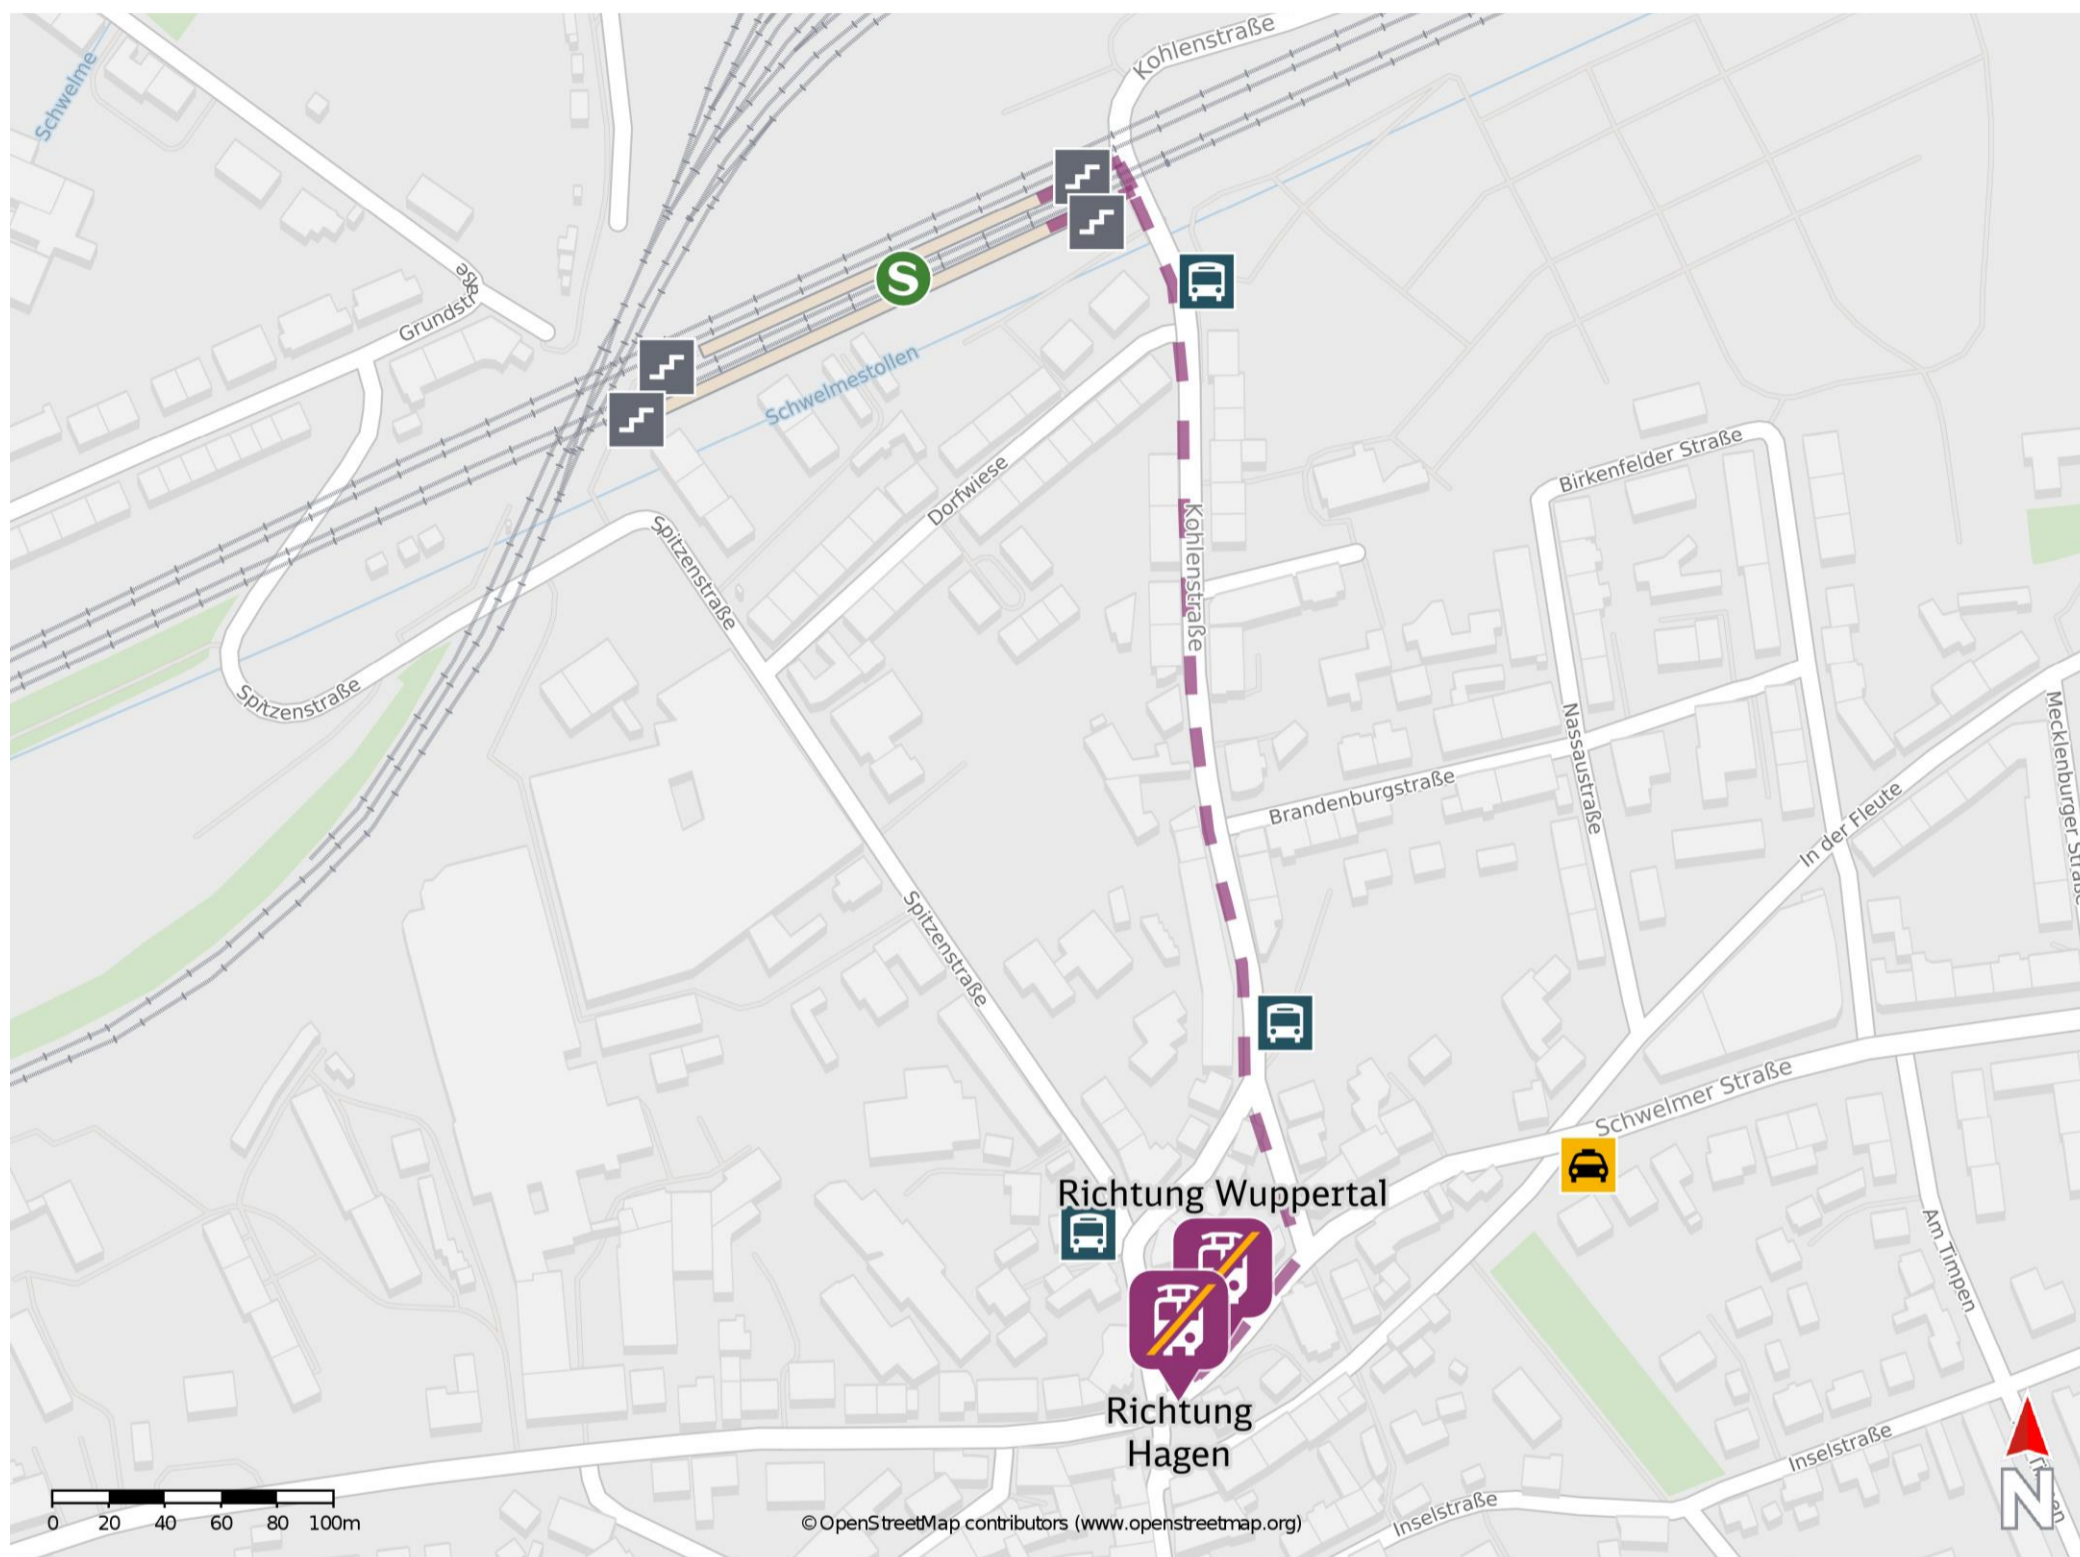 Kohlenstraße
Schwelme
S
Grundstraße
Schwelmestollen
Birkenfelder Straße
Dorfwiese
Spitzenstraße
Kohlenstraße
Spitzenstraße
Nassaustraße
Mecklenburger Straße
Brandenburgstraße
In der Fleute
Spitzenstraße
Schwelmer Straße
Richtung Wuppertal
Am Timpen
Richtung
Hagen
Inselstraße
Inselstraße
N
0 20 40 60 80 100m
© OpenStreetMap contributors (www.openstreetmap.org)